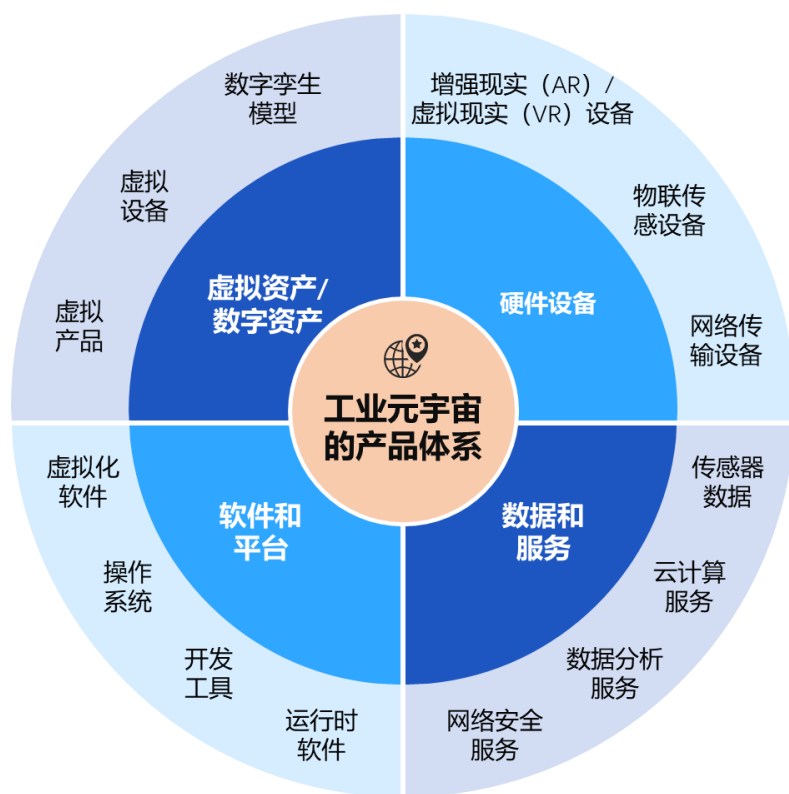 数字孪生
模型
虚拟
设备
虚拟
产品
虚拟资产/
数字资产
增强现实（AR）/
虚拟现实（VR）设备
物联传
感设备
网络传
输设备
硬件设备
工业元宇宙
的产品体系
虚拟化
软件
操作
系统
开发
工具
运行时
软件
软件和
平台
数据和
服务
传感器
数据
云计算
服务
数据分析
服务
网络安全
服务